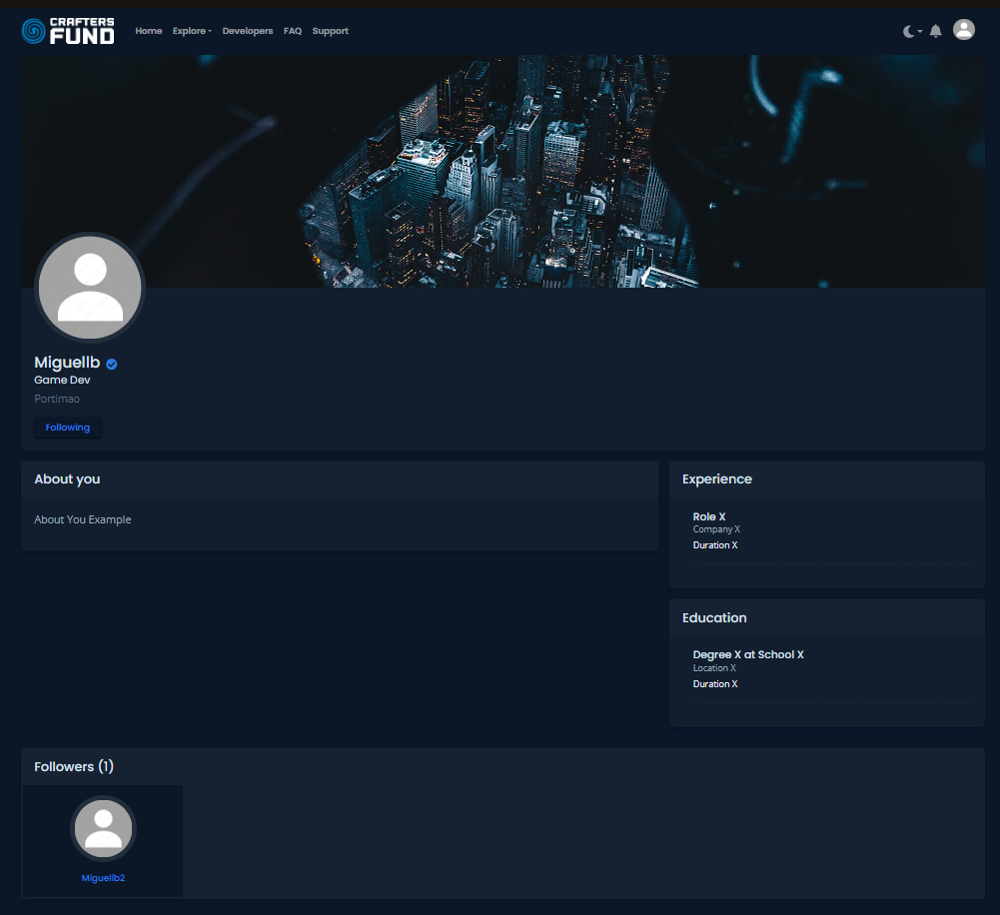 CRAFTERS
FUND
Home Explore Developers FAQ Support
Miguellb
Game Dev
Portimao
Following
About you
About You Example
Experience
Role X
Company X
Duration X
Education
Degree X at School X
Location X
Duration X
Followers (1)
Miguellb2